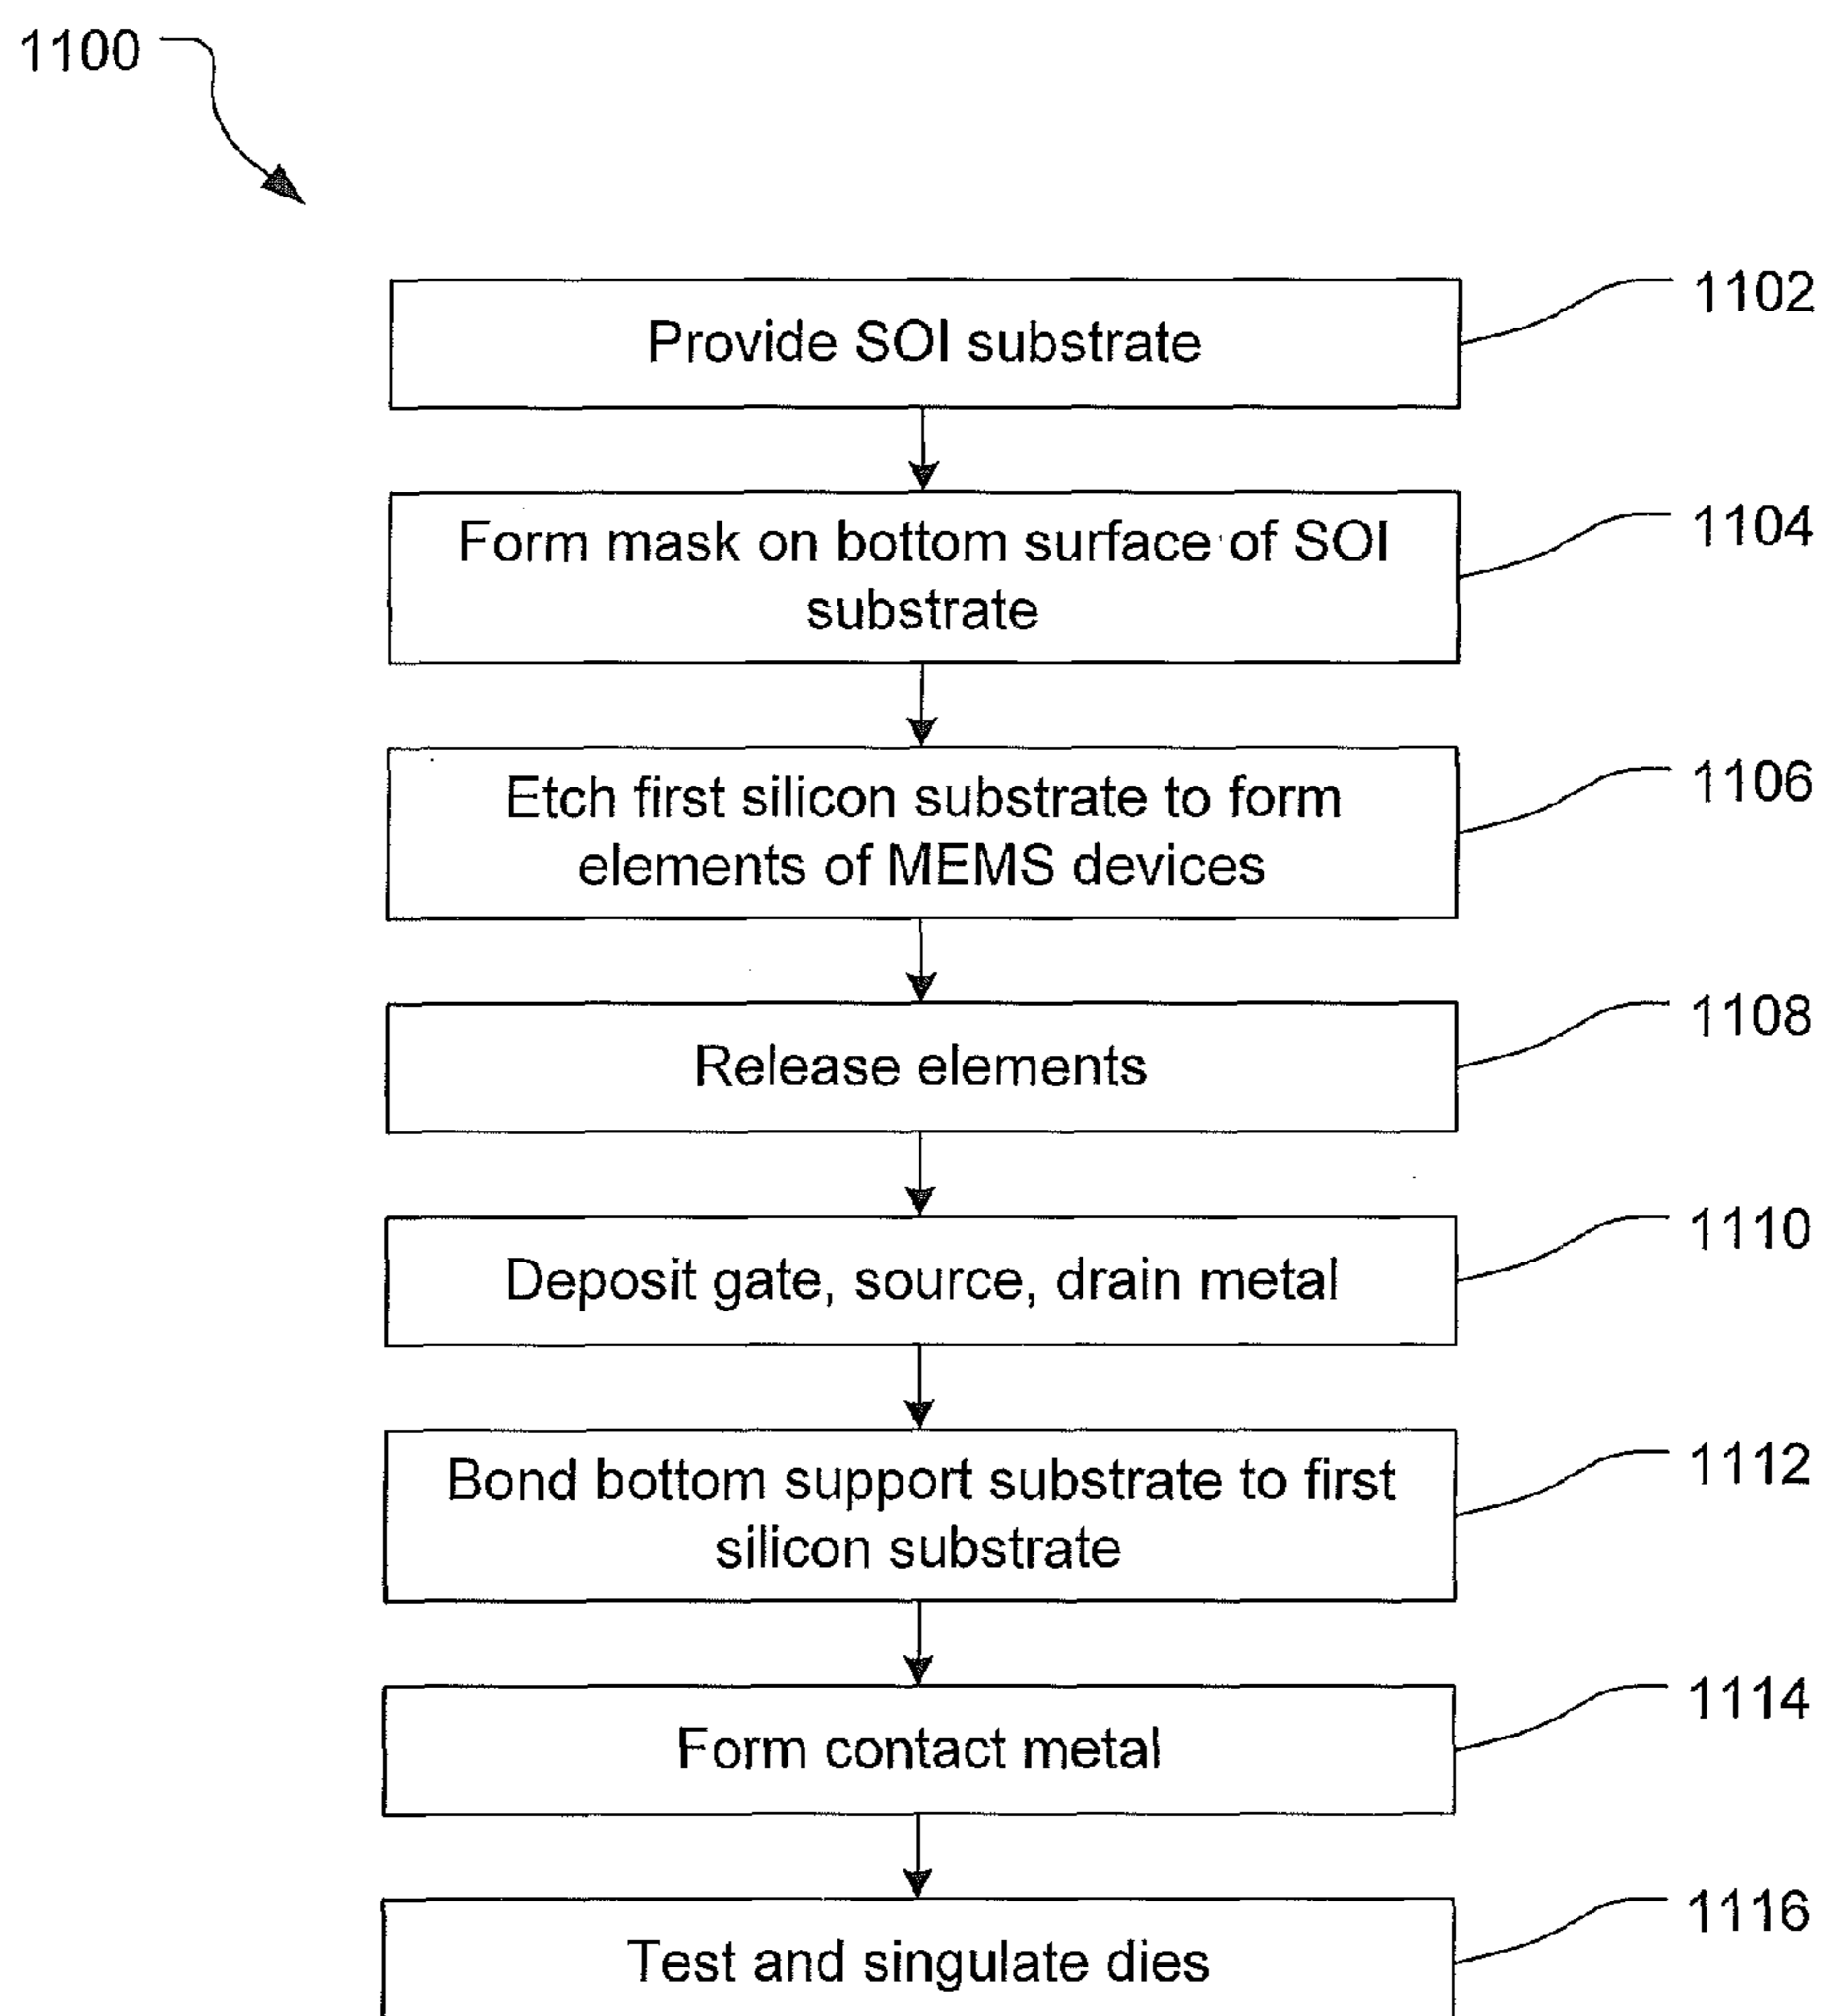 1100
Provide SOI substrate
1102
Form mask on bottom surface of SOI
substrate
1104
Etch first silicon substrate to form
elements of MEMS devices
1106
Release elements
1108
Deposit gate, source, drain metal
1110
Bond bottom support substrate to first
silicon substrate
1112
Form contact metal
1114
Test and singulate dies
1116